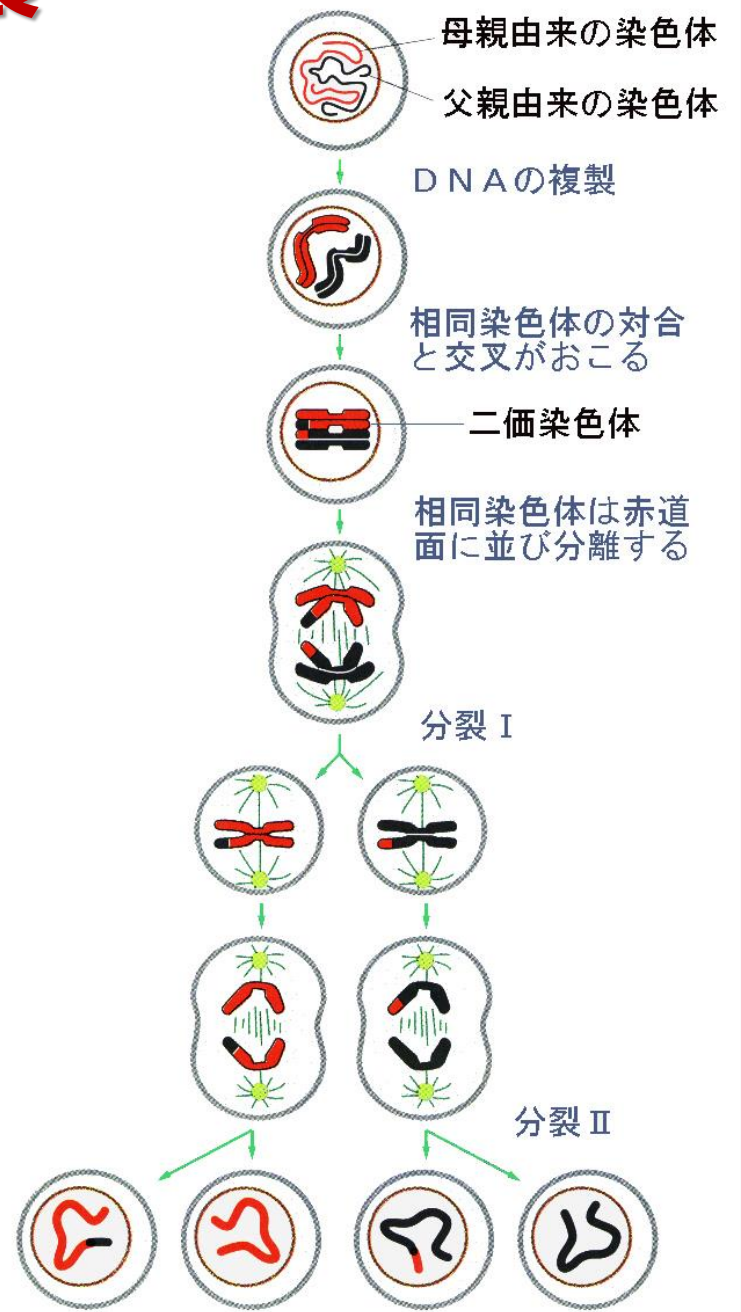 母親由来の染色体
父親由来の染色体
DNAの複製
相同染色体の対合
と交叉がおこる
二価染色体
相同染色体は赤道
面に並び分離する
分裂Ⅰ
分裂Ⅱ